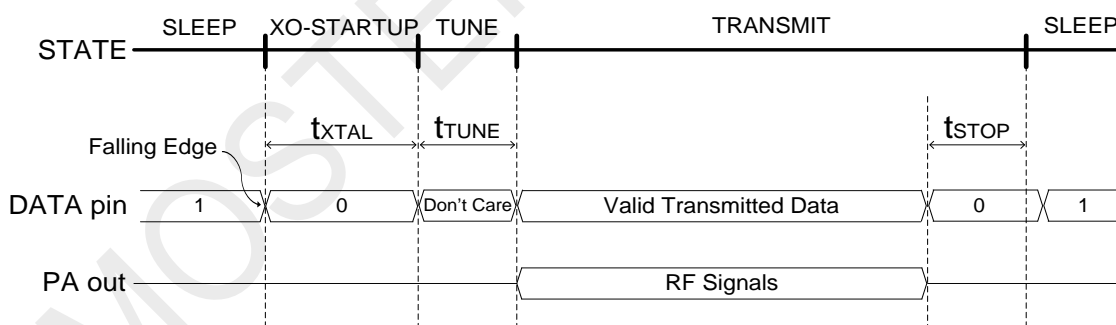 SLEEP XO-STARTUP TUNE TRANSMIT SLEEP
STATE
tXTAL tTUNE tSTOP
Falling Edge
DATA pin 1 0 Don't Care Valid Transmitted Data 0 1
PA out RF Signals